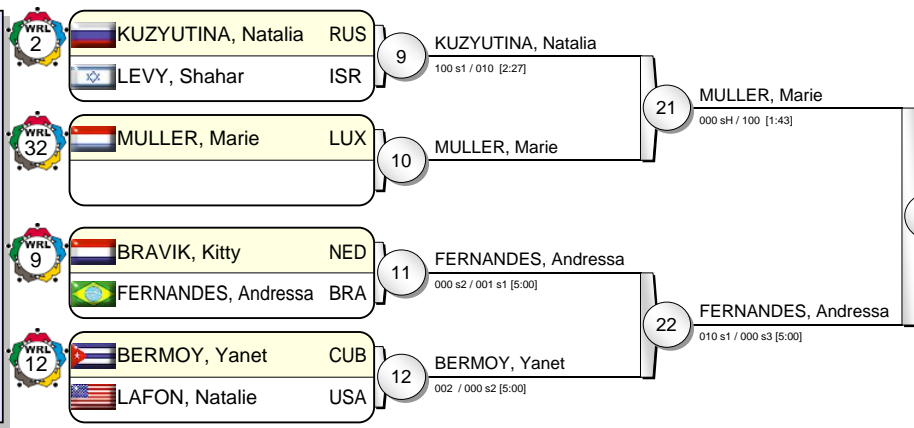 WRL
2
KUZYUTINA, Natalia RUS
LEVY, Shahar ISR
9
KUZYUTINA, Natalia
100 s1 / 010 [2:27]
21
MULLER, Marie
000 sH / 100 [1:43]
WRL
32
MULLER, Marie LUX
10
MULLER, Marie
WRL
9
BRAVIK, Kitty NED
FERNANDES, Andressa BRA
11
FERNANDES, Andressa
000 s2 / 001 s1 [5:00]
22
FERNANDES, Andressa
010 s1 / 000 s3 [5:00]
WRL
12
BERMOY, Yanet CUB
LAFON, Natalie USA
12
BERMOY, Yanet
002 / 000 s2 [5:00]